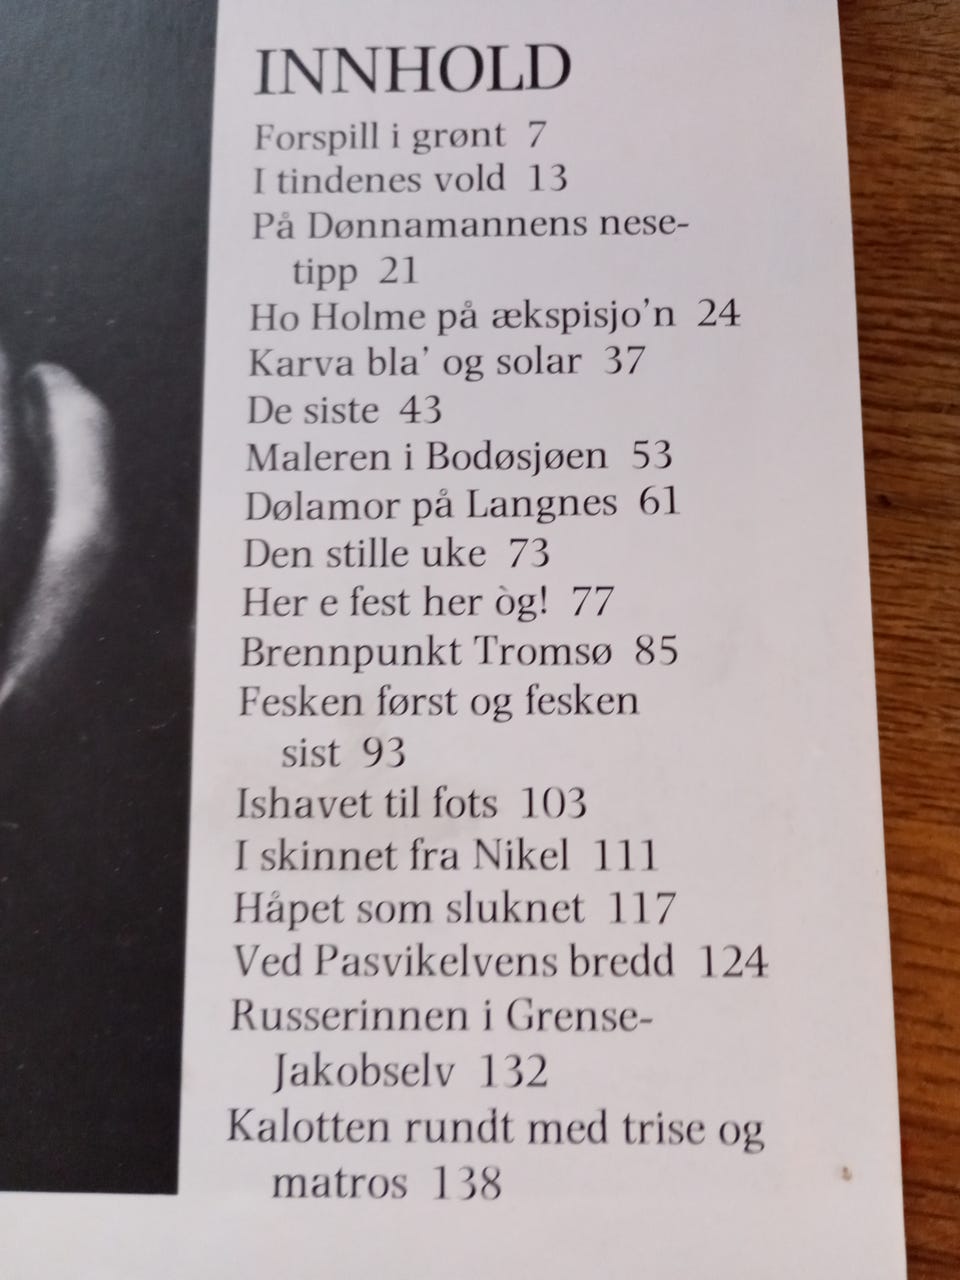 INNHOLD
Forspill i grønt 7
I tindenes vold 13
På Dønnamannens nese-
tipp 21
Ho Holme på ækspisjo’n 24
Karva bla’ og solar 37
De siste 43
Maleren i Bodøsjøen 53
Dølamor på Langnes 61
Den stille uke 73
Her e fest her òg! 77
Brennpunkt Tromsø 85
Fesken først og fesken
sist 93
Ishavet til fots 103
I skinnet fra Nikel 111
Håpet som sluknet 117
Ved Pasvikelvens bredd 124
Russerinnen i Grense-
Jakobselv 132
Kalotten rundt med trise og
matros 138